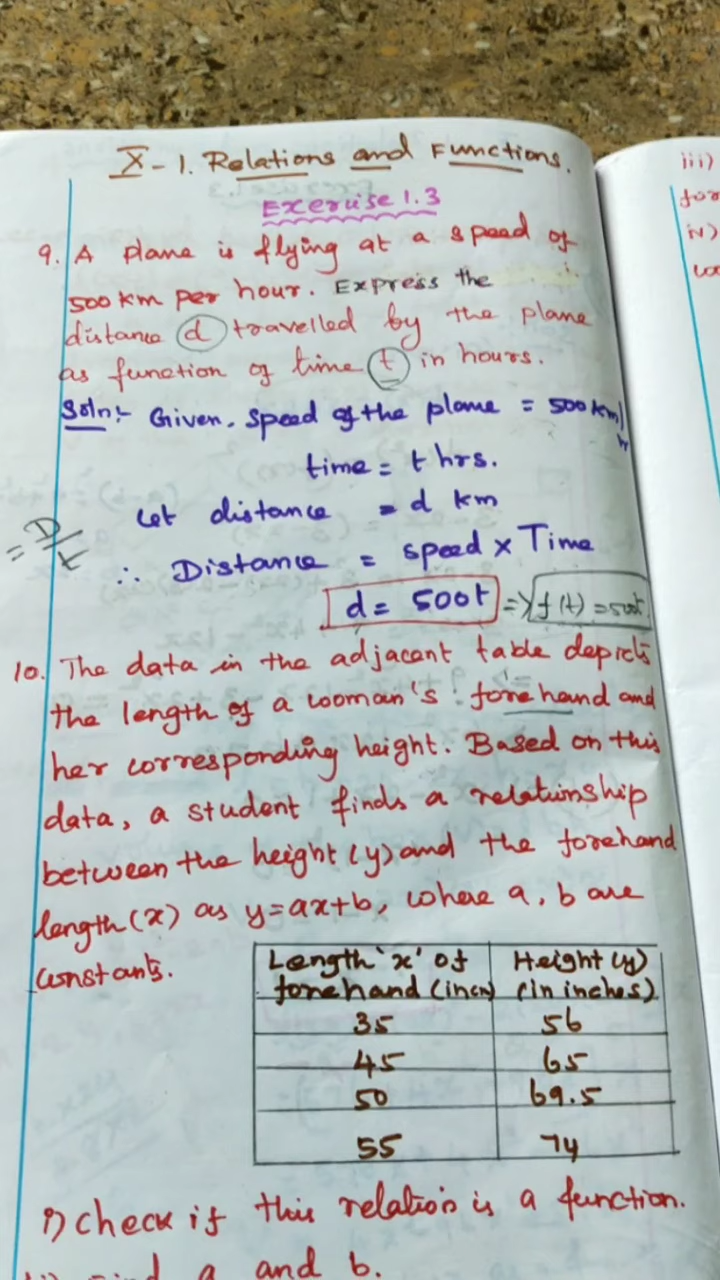 X - 1. Relations and Functions.
Exercise 1.3
9. A plane is flying at a speed of
500 km per hour. Express the
distance d travelled by the plane
as function of time t in hours.
Soln:- Given, speed of the plane = 500 km/
h
time = t hrs.
Let distance = d km
= D/t
∴ Distance = speed x Time
d = 500t => f(t) = 500t
10. The data in the adjacent table depicts
the length of a woman's forehand and
her corresponding height. Based on this
data, a student finds a relationship
between the height (y) and the forehand
length (x) as y=ax+b, where a, b are
constants.
Length 'x' of forehand (in cm) Height (y) (in inches)
35 56
45 65
50 69.5
55 74
i) check if this relation is a function.
a and b.
iii)
for
iv)